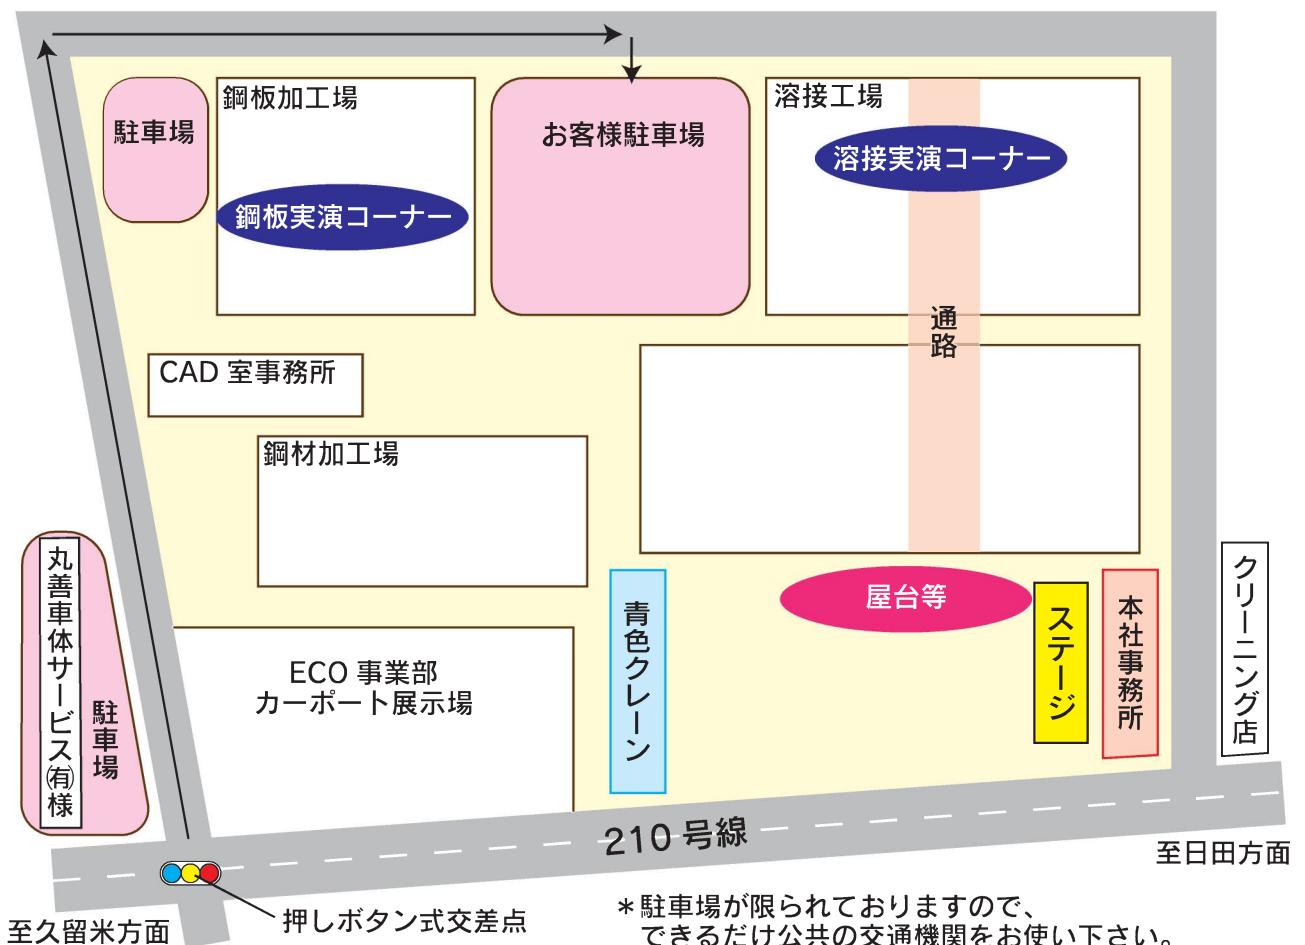 駐車場
鋼板加工場
鋼板実演コーナー
お客様駐車場
溶接工場
溶接実演コーナー
通路
CAD 室事務所
鋼材加工場
丸善車体サービス㈲様
駐車場
ECO 事業部
カーポート展示場
青色クレーン
屋台等
ステージ
本社事務所
クリーニング店
210 号線
至日田方面
至久留米方面
押しボタン式交差点
＊駐車場が限られておりますので、
できるだけ公共の交通機関をお使い下さい。